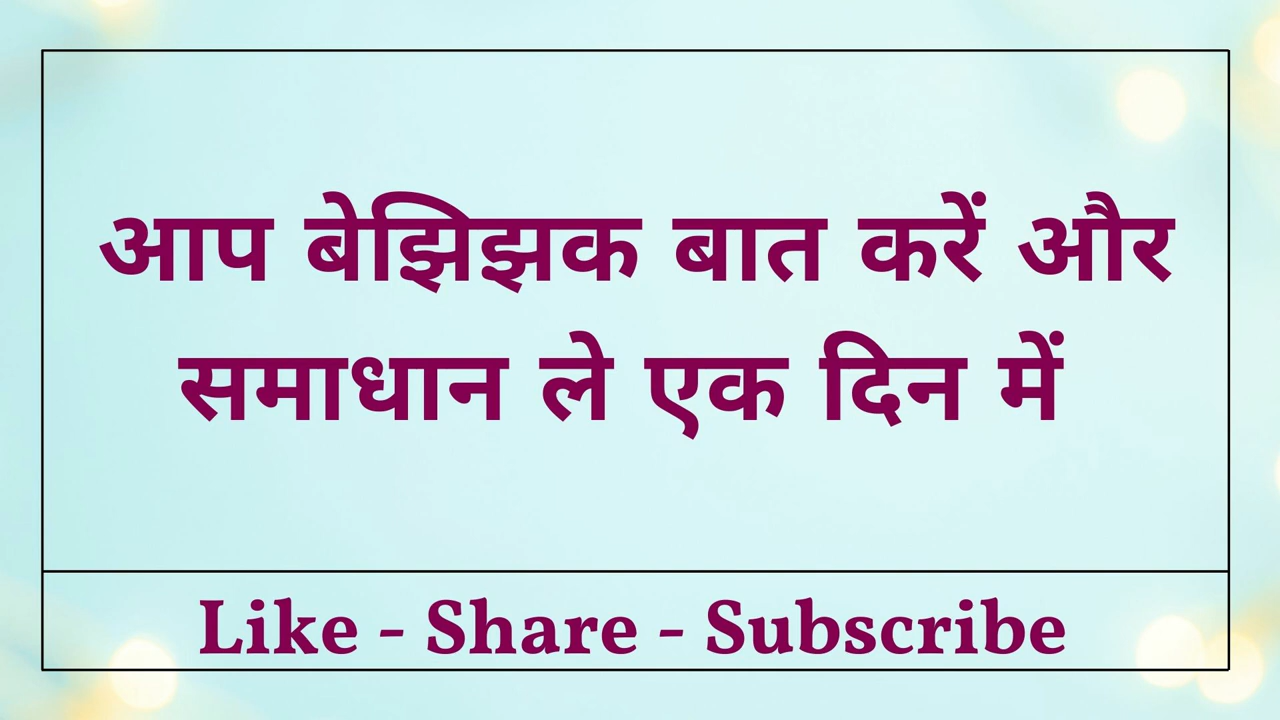 आप बेझिझक बात करें और
समाधान ले एक दिन में
Like - Share - Subscribe